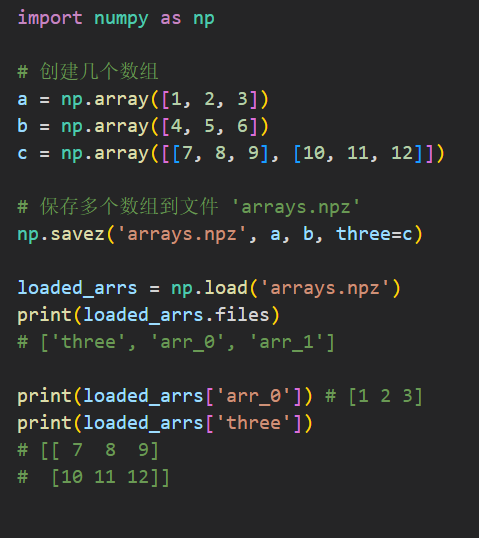 import numpy as np
# 创建几个数组
a = np.array([1, 2, 3])
b = np.array([4, 5, 6])
c = np.array([[7, 8, 9], [10, 11, 12]])
# 保存多个数组到文件 'arrays.npz'
np.savez('arrays.npz', a, b, three=c)
loaded_arrs = np.load('arrays.npz')
print(loaded_arrs.files)
# ['three', 'arr_0', 'arr_1']
print(loaded_arrs['arr_0']) # [1 2 3]
print(loaded_arrs['three'])
# [[ 7  8  9]
#  [10 11 12]]